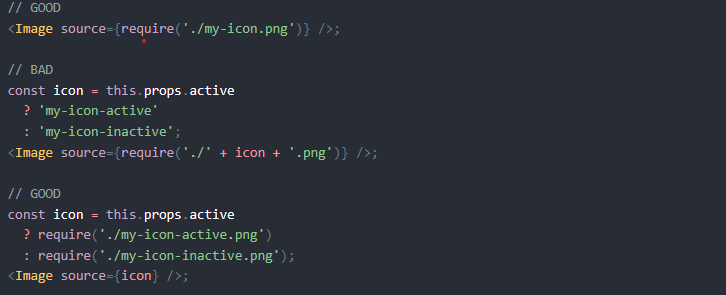 // GOOD
<Image source={require('./my-icon.png')} />;
// BAD
const icon = this.props.active
? 'my-icon-active'
: 'my-icon-inactive';
<Image source={require('./' + icon + '.png')} />;
// GOOD
const icon = this.props.active
? require('./my-icon-active.png')
: require('./my-icon-inactive.png');
<Image source={icon} />;